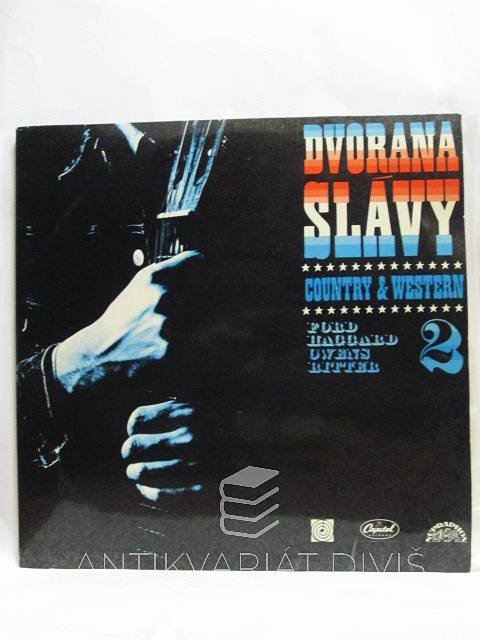 DVORANA
SLÁVY
COUNTRY & WESTERN
FORD
HAGGARD
OWENS
RITTER
2
Capitol
SUPRAPHON
ANTIKVARIÁT DIVIŠ